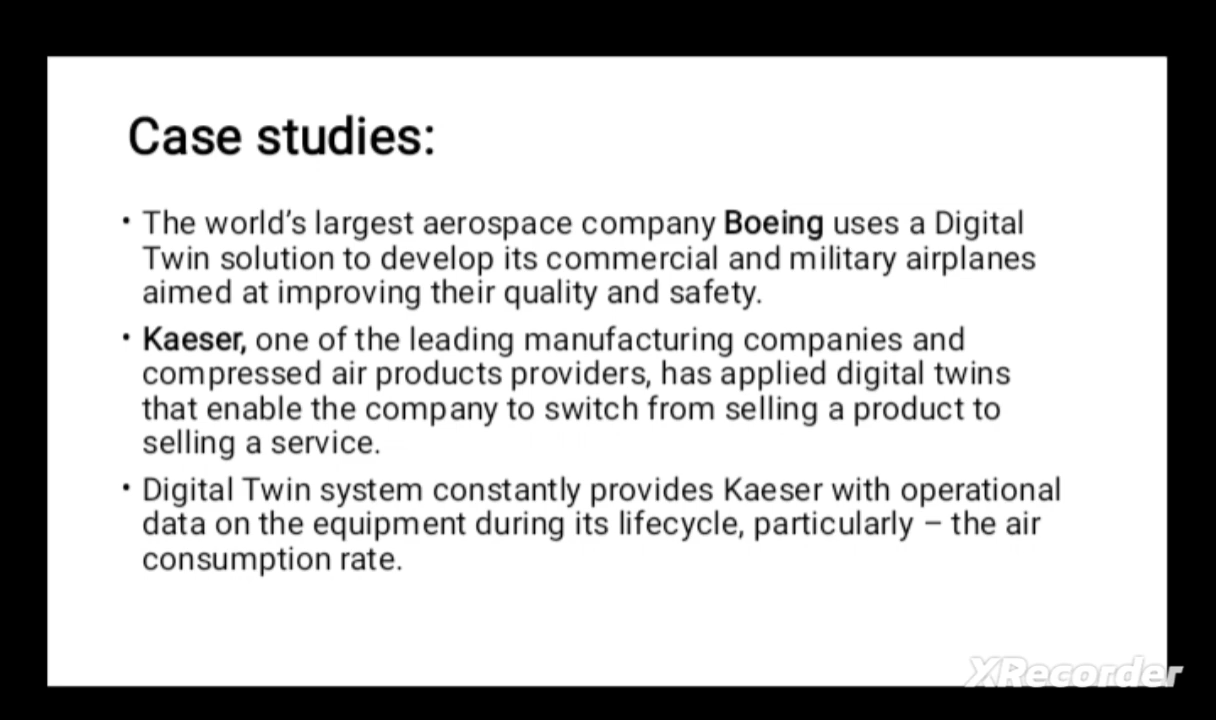 Case studies:
• The world’s largest aerospace company Boeing uses a Digital
Twin solution to develop its commercial and military airplanes
aimed at improving their quality and safety.
• Kaeser, one of the leading manufacturing companies and
compressed air products providers, has applied digital twins
that enable the company to switch from selling a product to
selling a service.
• Digital Twin system constantly provides Kaeser with operational
data on the equipment during its lifecycle, particularly – the air
consumption rate.
XRecorder